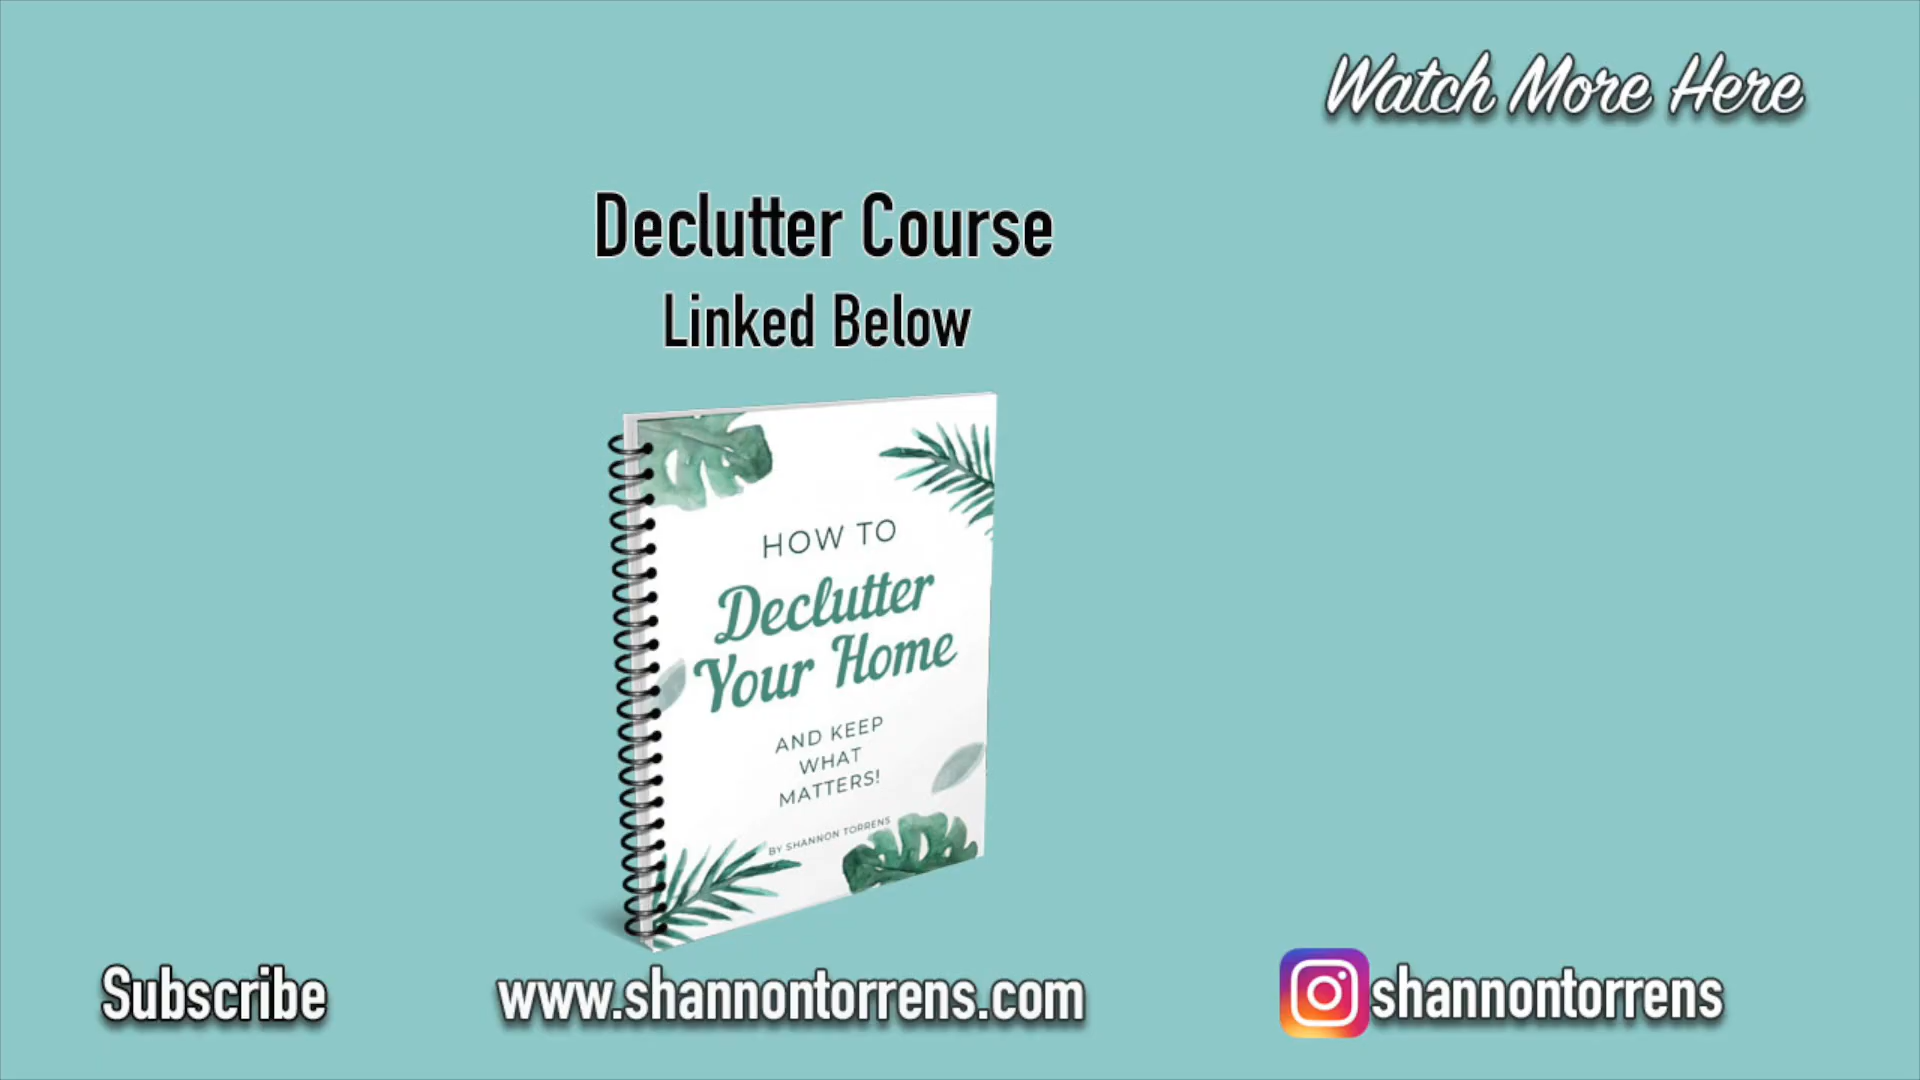 Watch More Here
Declutter Course
Linked Below
HOW TO
Declutter
Your Home
AND KEEP
WHAT
MATTERS!
BY SHANNON TORRENS
Subscribe
www.shannontorrens.com
shannontorrens